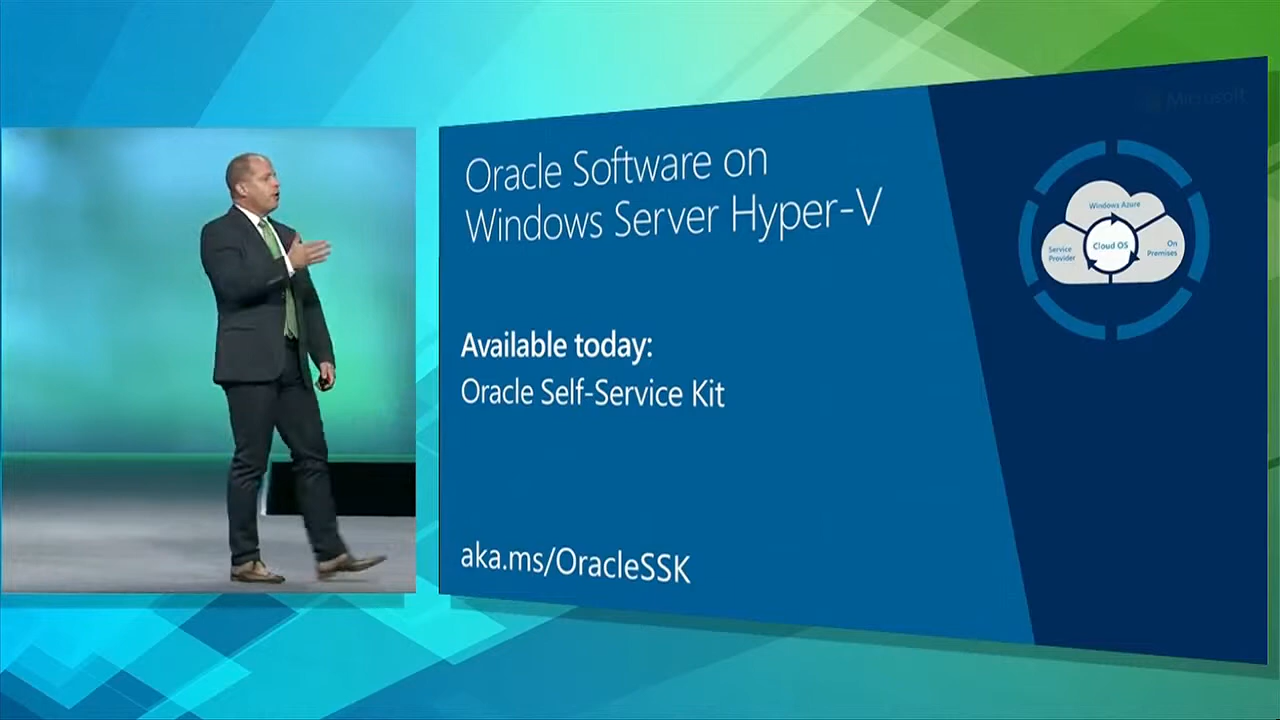 Microsoft
Oracle Software on
Windows Server Hyper-V
Windows Azure
Service
Provider
Cloud OS
On
Premises
Available today:
Oracle Self-Service Kit
aka.ms/OracleSSK